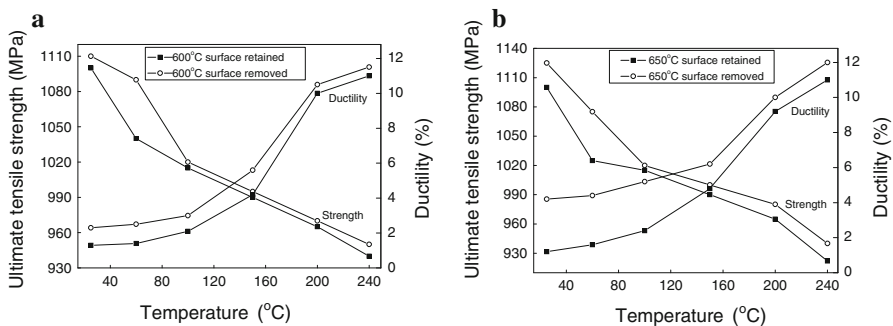 a
600°C surface retained
600°C surface removed
Ultimate tensile strength (MPa)
1110
1080
1050
1020
990
960
930
12
10
8
6
4
2
0
Ductility (%)
Ductility
Strength
40 80 120 160 200 240
Temperature (°C)
b
650°C surface retained
650°C surface removed
Ultimate tensile strength (MPa)
1140
1110
1080
1050
1020
990
960
930
12
10
8
6
4
2
0
Ductility (%)
Ductility
Strength
40 80 120 160 200 240
Temperature (°C)